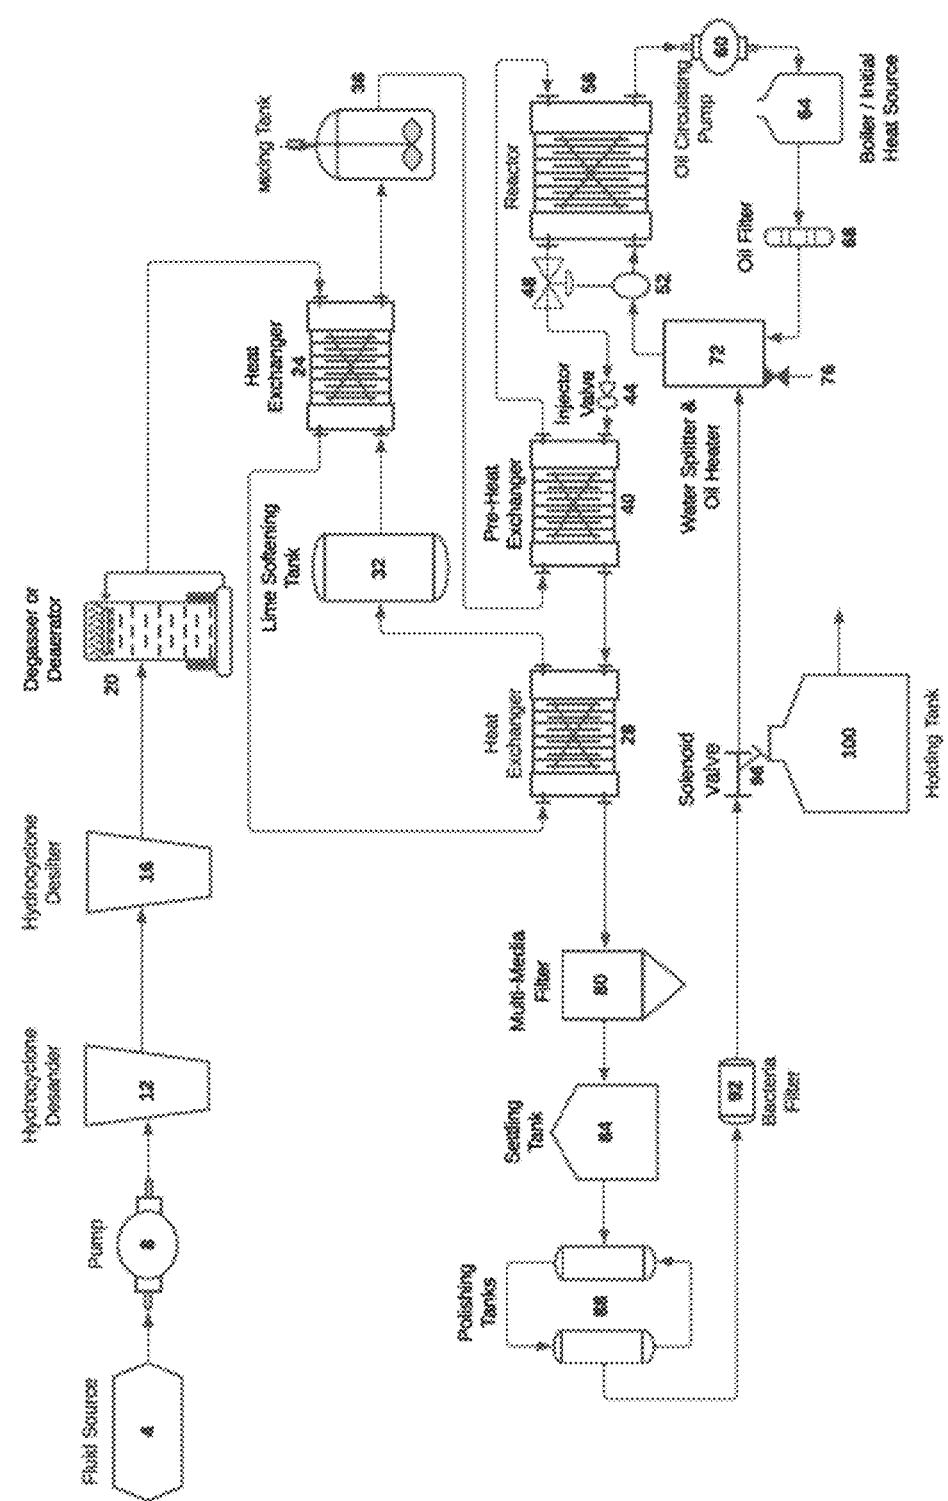 Fluid Source
4
Pump
8
Hydrocyclone
Desander
12
Hydrocyclone
Desilter
16
Degasser or
Deaerator
20
Heat
Exchanger
24
Mixing Tank
36
Lime Softening
Tank
32
Heat
Exchanger
28
Pre-Heat
Exchanger
40
Injector
Valve
44
48
52
Reactor
56
Oil Circulating
Pump
60
Boiler / Initial
Heat Source
64
Oil Filter
68
Water Splitter &
Oil Heater
72
76
Multi-Media
Filter
80
Settling
Tank
84
Polishing
Tanks
88
Bacteria
Filter
92
Solenoid
Valve
96
Holding Tank
100